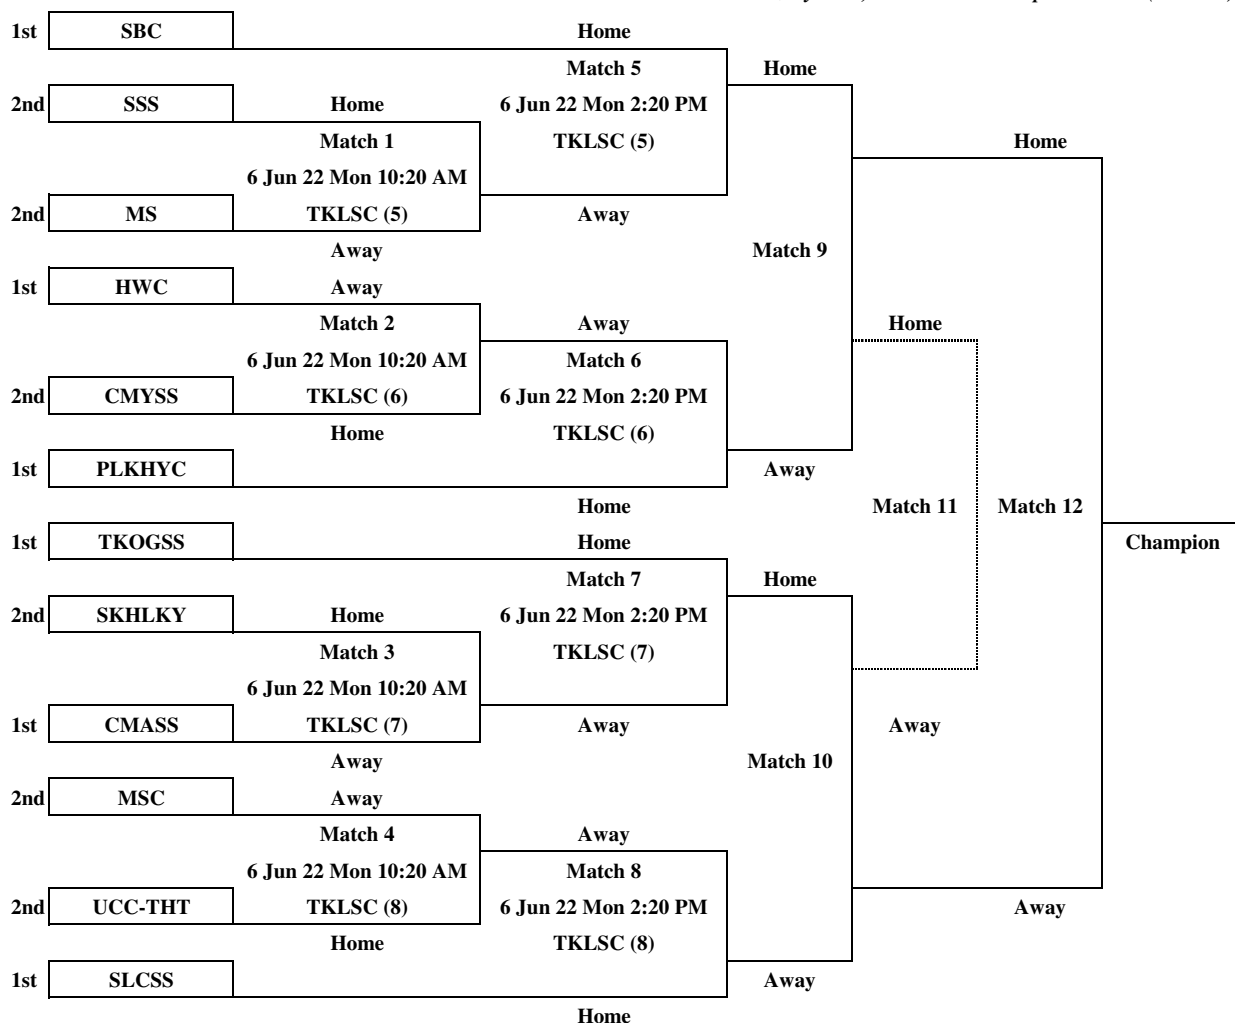 1st SBC Home
Match 5 Home
2nd SSS Home 6 Jun 22 Mon 2:20 PM
Match 1 TKLSC (5) Home
6 Jun 22 Mon 10:20 AM
2nd MS TKLSC (5) Away
Away Match 9
1st HWC Away
Match 2 Away Home
6 Jun 22 Mon 10:20 AM Match 6
2nd CMYSS TKLSC (6) 6 Jun 22 Mon 2:20 PM
Home TKLSC (6)
1st PLKHYC Away
Home Match 11 Match 12
1st TKOGSS Home Champion
Match 7 Home
2nd SKHLKY Home 6 Jun 22 Mon 2:20 PM
Match 3 TKLSC (7)
6 Jun 22 Mon 10:20 AM
1st CMASS TKLSC (7) Away Away
Away Match 10
2nd MSC Away
Match 4 Away
6 Jun 22 Mon 10:20 AM Match 8
2nd UCC-THT TKLSC (8) 6 Jun 22 Mon 2:20 PM Away
Home TKLSC (8)
1st SLCSS Away
Home